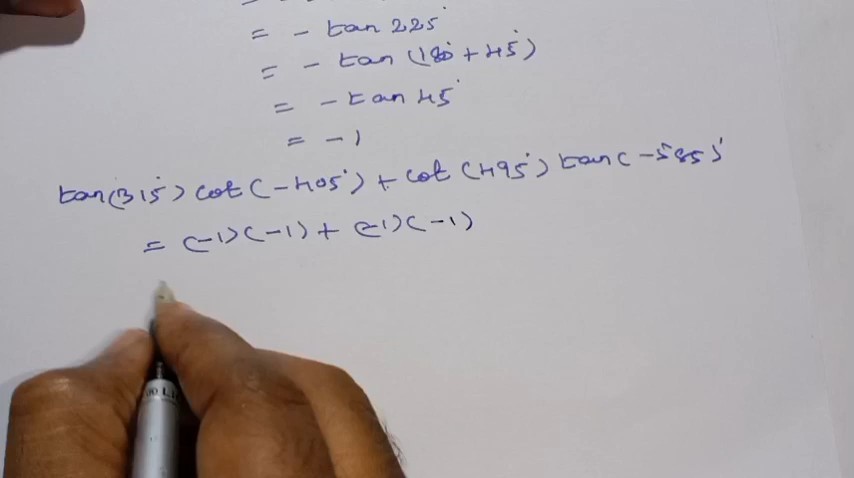 = - tan 225°
= - tan (180° + 45°)
= - tan 45°
= -1
tan(315°) cot(-405°) + cot(495°) tan(-585°)
= (-1)(-1) + (-1)(-1)